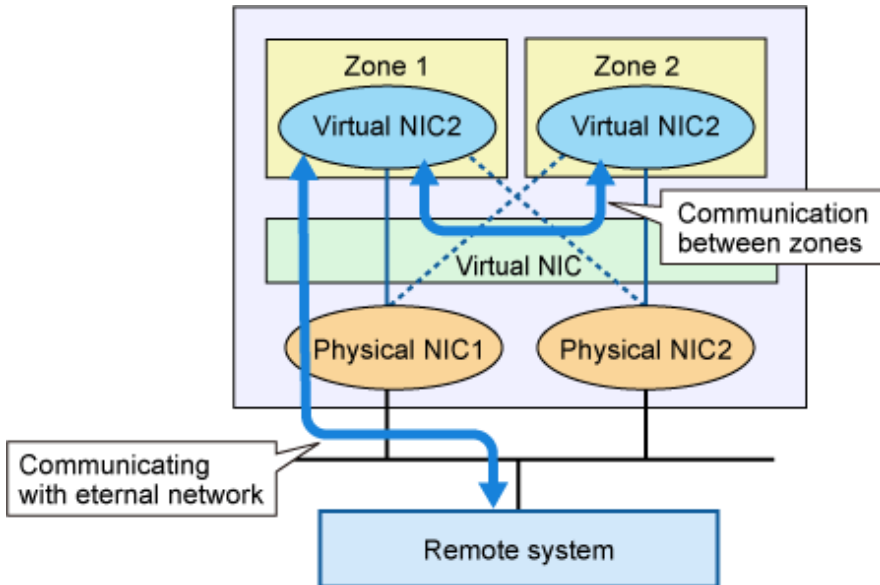 Zone 1
Zone 2
Virtual NIC2
Virtual NIC2
Communication
between zones
Virtual NIC
Physical NIC1
Physical NIC2
Communicating
with eternal network
Remote system